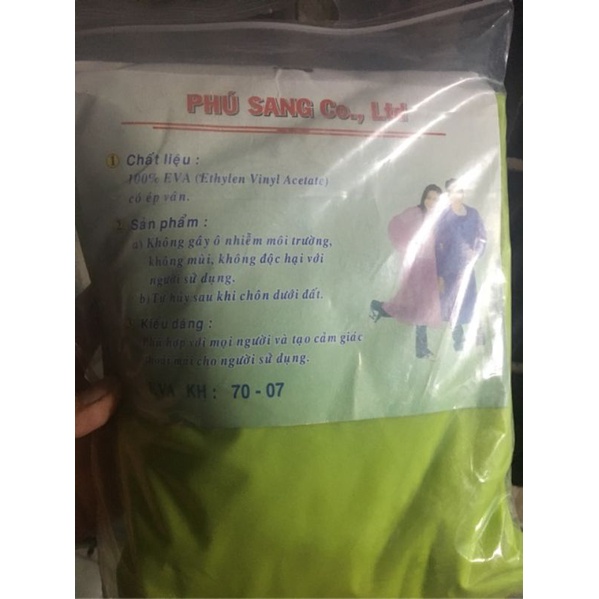 PHÚ SANG Co., Ltd
1 Chất liệu :
100% EVA (Ethylen Vinyl Acetate)
có ép vân.
Sản phẩm :
a) Không gây ô nhiễm môi trường,
không mùi, không độc hại với
người sử dụng.
b) Tự hủy sau khi chôn dưới đất.
Kiểu dáng :
hợp với mọi người và tạo cảm giác
mái cho người sử dụng.
EVA KH : 70 - 07